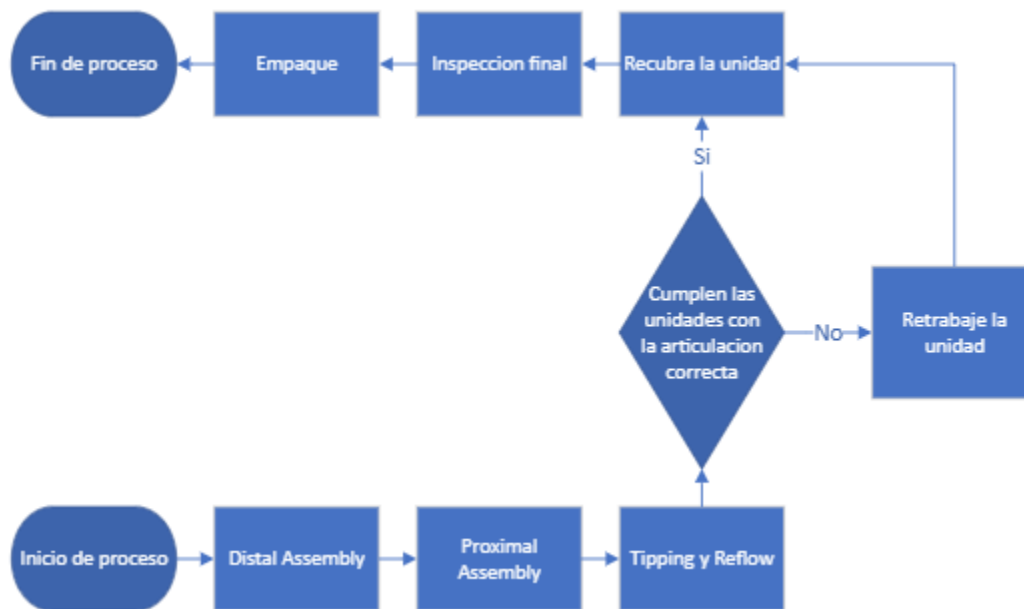 Fin de proceso
Empaque
Inspeccion final
Recubra la unidad
Si
Cumplen las
unidades con
la articulacion
correcta
No
Retrabaje la
unidad
Inicio de proceso
Distal Assembly
Proximal
Assembly
Tipping y Reflow